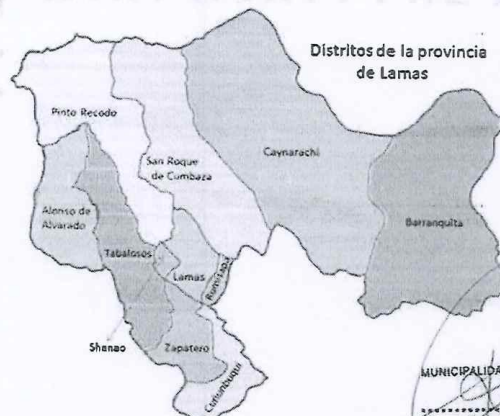 Distritos de la provincia
de Lamas
Pinto Recodo
San Roque
de Cumbaza
Caynarachi
Alonso de
Alvarado
Barranquita
Tabalosos
Lamas
Rumisapa
Shanao
Zapatero
Cuñunbuqui
MUNICIPALIDA